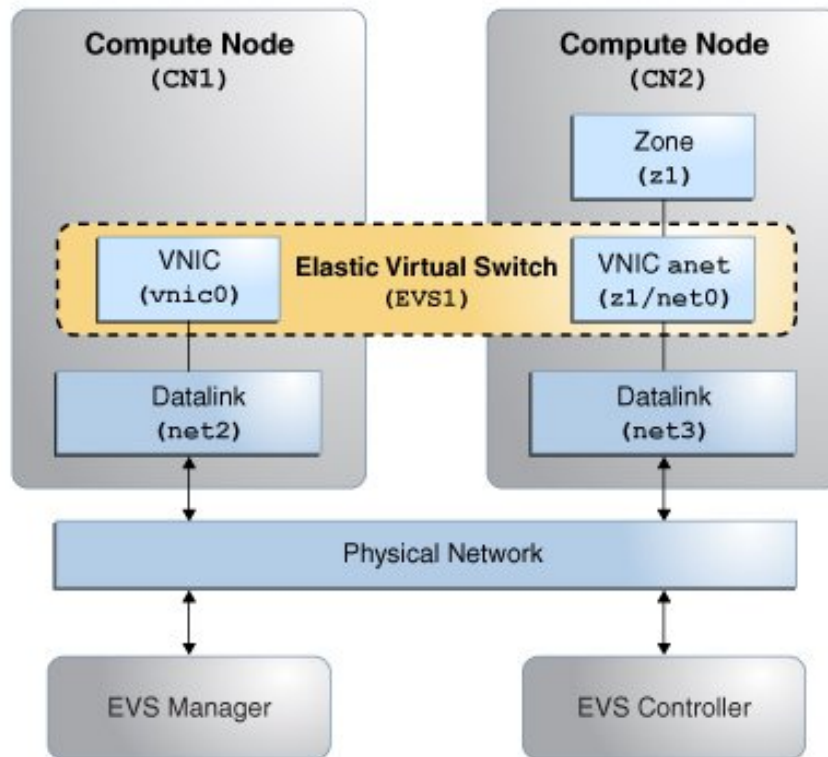 Compute Node
(CN1)
Compute Node
(CN2)
Zone
(z1)
VNIC
(vnic0)
Elastic Virtual Switch
(EVS1)
VNIC anet
(z1/net0)
Datalink
(net2)
Datalink
(net3)
Physical Network
EVS Manager
EVS Controller